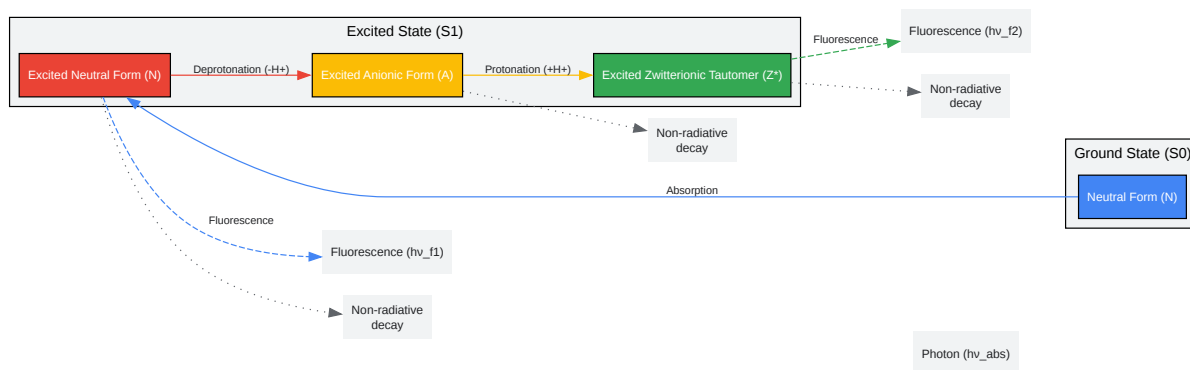 Excited State (S1)
Excited Neutral Form (N)
Deprotonation (-H+)
Excited Anionic Form (A)
Protonation (+H+)
Excited Zwitterionic Tautomer (Z*)
Fluorescence
Fluorescence (hν_f2)
Non-radiative
decay
Non-radiative
decay
Ground State (S0)
Neutral Form (N)
Absorption
Fluorescence
Fluorescence (hν_f1)
Non-radiative
decay
Photon (hν_abs)